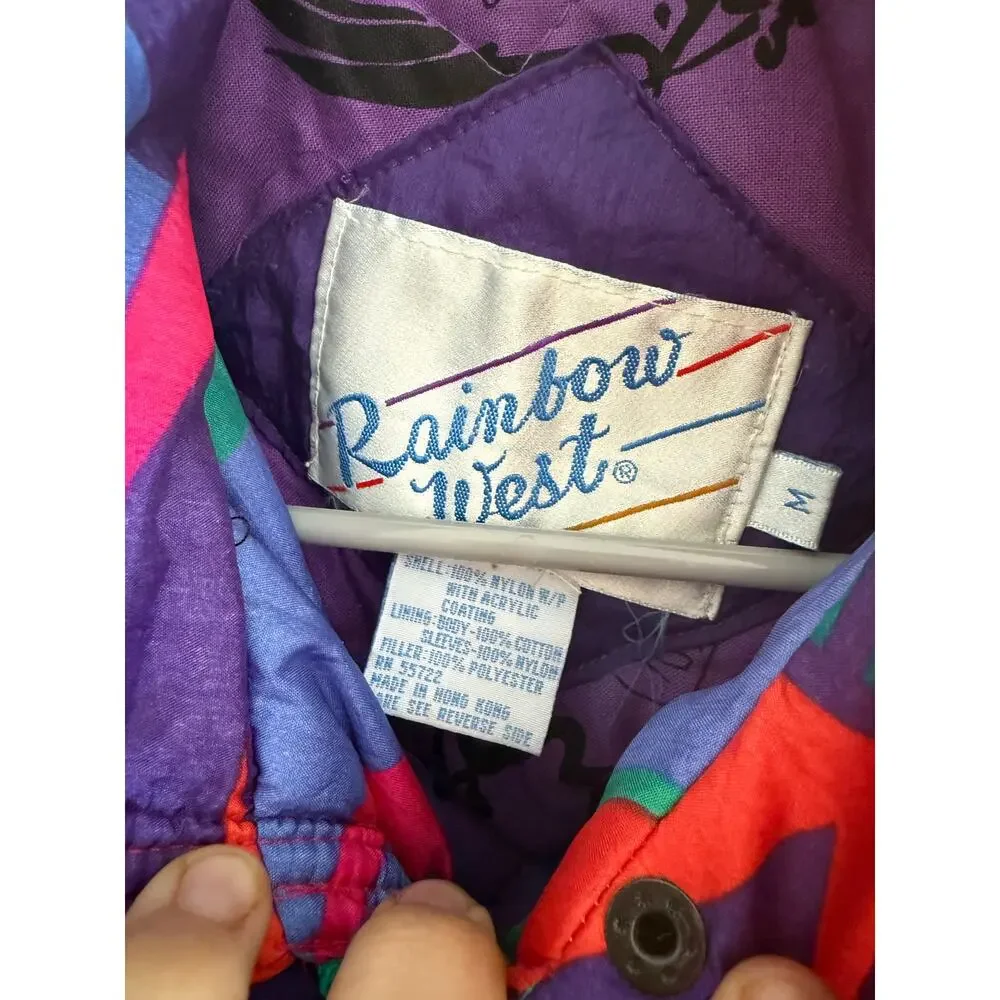 Rainbow
West®
M
SHELL:100% NYLON W/P
WITH ACRYLIC
COATING
LINING:BODY-100% COTTON
SLEEVES-100% NYLON
FILLER:100% POLYESTER
RN 55722
MADE IN HONG KONG
SEE REVERSE SIDE